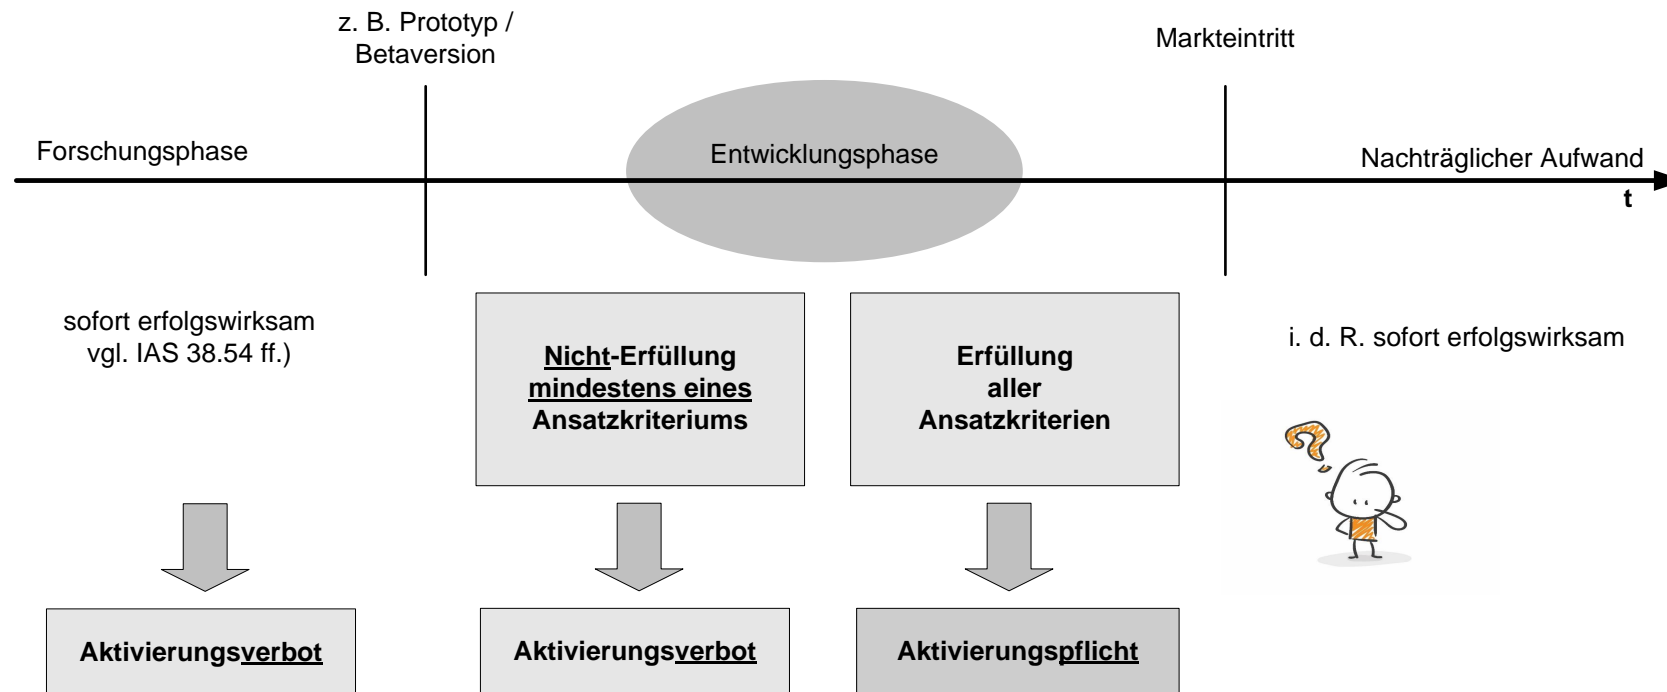 z. B. Prototyp /
Betaversion
Markteintritt
Forschungsphase
Entwicklungsphase
Nachträglicher Aufwand
t
sofort erfolgswirksam
vgl. IAS 38.54 ff.)
Nicht-Erfüllung
mindestens eines
Ansatzkriteriums
Erfüllung
aller
Ansatzkriterien
i. d. R. sofort erfolgswirksam
?
Aktivierungsverbot
Aktivierungsverbot
Aktivierungspflicht